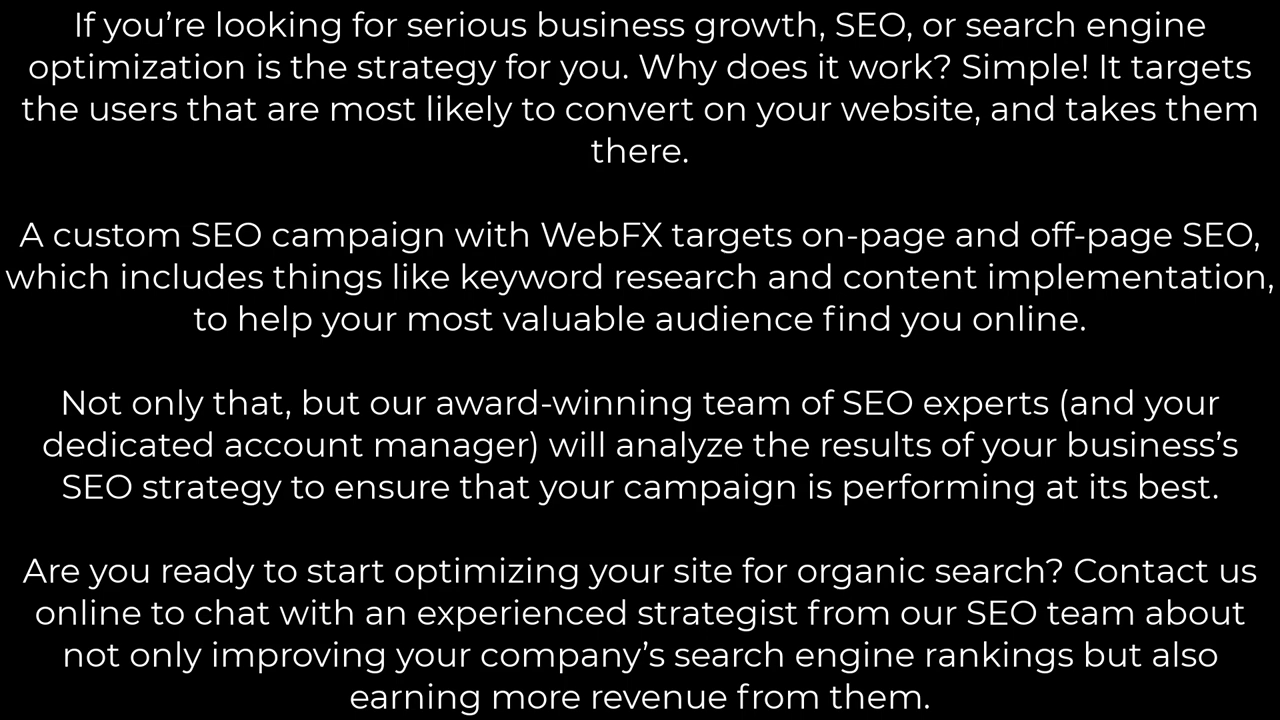 If you’re looking for serious business growth, SEO, or search engine
optimization is the strategy for you. Why does it work? Simple! It targets
the users that are most likely to convert on your website, and takes them
there.
A custom SEO campaign with WebFX targets on-page and off-page SEO,
which includes things like keyword research and content implementation,
to help your most valuable audience find you online.
Not only that, but our award-winning team of SEO experts (and your
dedicated account manager) will analyze the results of your business’s
SEO strategy to ensure that your campaign is performing at its best.
Are you ready to start optimizing your site for organic search? Contact us
online to chat with an experienced strategist from our SEO team about
not only improving your company’s search engine rankings but also
earning more revenue from them.